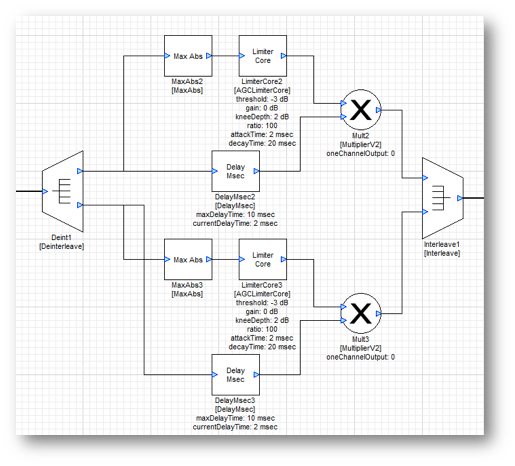 Max Abs
MaxAbs2
[MaxAbs]
Limiter
Core
LimiterCore2
[AGCLimiterCore]
threshold: -3 dB
gain: 0 dB
kneeDepth: 2 dB
ratio: 100
attackTime: 2 msec
decayTime: 20 msec
X
Mult2
[MultiplierV2]
oneChannelOutput: 0
Delay
Msec
DelayMsec2
[DelayMsec]
maxDelayTime: 10 msec
currentDelayTime: 2 msec
Deint1
[Deinterleave]
Interleave1
[Interleave]
Max Abs
MaxAbs3
[MaxAbs]
Limiter
Core
LimiterCore3
[AGCLimiterCore]
threshold: -3 dB
gain: 0 dB
kneeDepth: 2 dB
ratio: 100
attackTime: 2 msec
decayTime: 20 msec
X
Mult3
[MultiplierV2]
oneChannelOutput: 0
Delay
Msec
DelayMsec3
[DelayMsec]
maxDelayTime: 10 msec
currentDelayTime: 2 msec